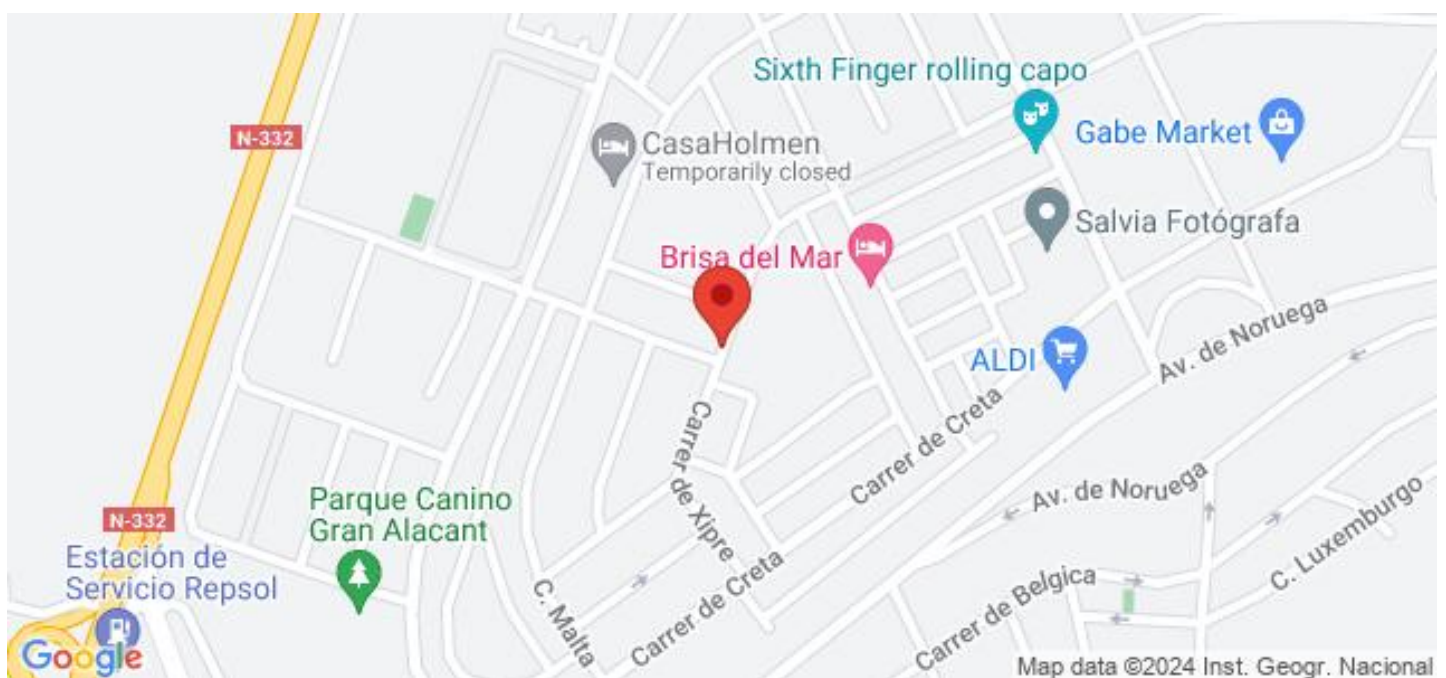 Sixth Finger rolling capo
N-332
CasaHolmen
Temporarily closed
Gabe Market
Salvia Fotógrafa
Brisa del Mar
Av. de Noruega
ALDI
Carrer de Creta
Carrer de Xipre
Av. de Noruega
Parque Canino
Gran Alacant
N-332
Estación de
Servicio Repsol
C. Malta
Carrer de Creta
Carrer de Belgica
C. Luxemburgo
Google
Map data ©2024 Inst. Geogr. Nacional